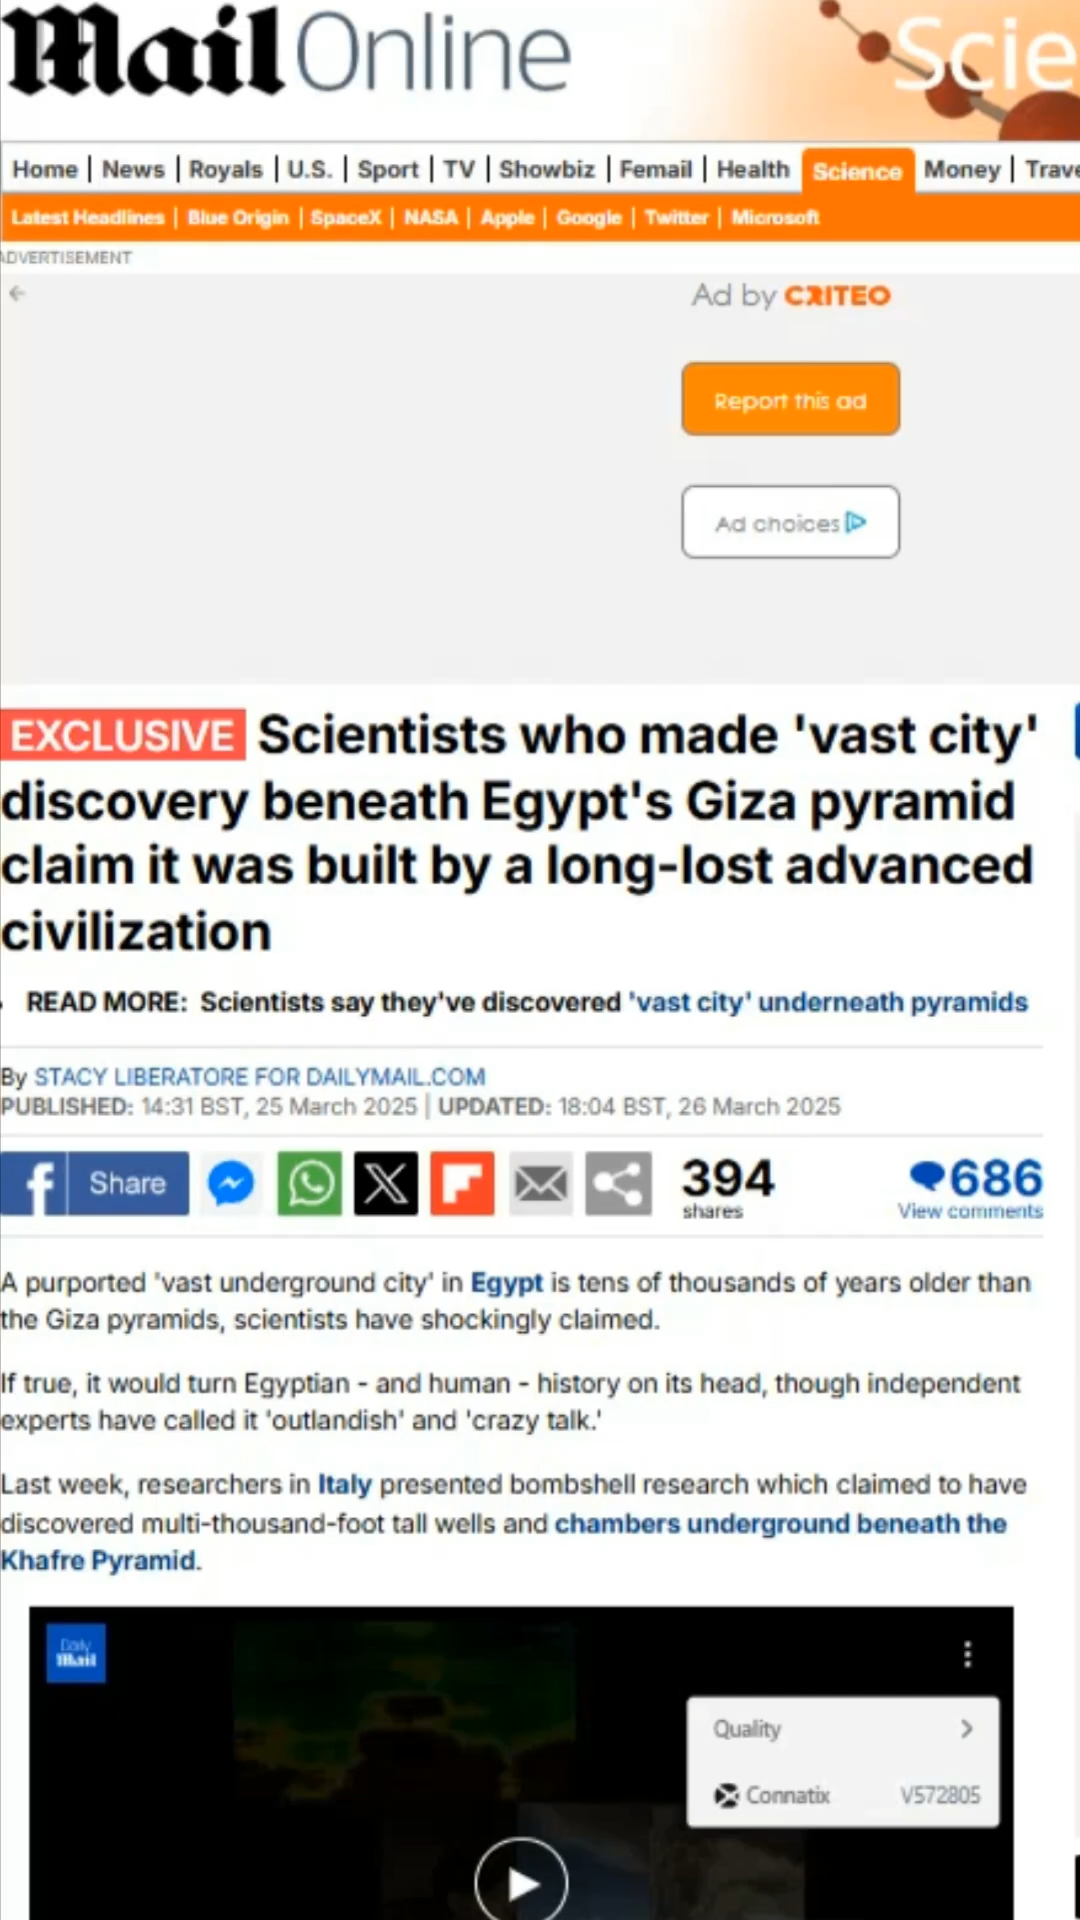 Mail Online
Scie
Home | News | Royals | U.S. | Sport | TV | Showbiz | Femail | Health | Science | Money | Trave
Latest Headlines | Blue Origin | SpaceX | NASA | Apple | Google | Twitter | Microsoft
ADVERTISEMENT
Ad by CRITEO
Report this ad
Ad choices
EXCLUSIVE Scientists who made 'vast city'
discovery beneath Egypt's Giza pyramid
claim it was built by a long-lost advanced
civilization
READ MORE: Scientists say they've discovered 'vast city' underneath pyramids
By STACY LIBERATORE FOR DAILYMAIL.COM
PUBLISHED: 14:31 BST, 25 March 2025 | UPDATED: 18:04 BST, 26 March 2025
Share
394
shares
686
View comments
A purported 'vast underground city' in Egypt is tens of thousands of years older than
the Giza pyramids, scientists have shockingly claimed.
If true, it would turn Egyptian - and human - history on its head, though independent
experts have called it 'outlandish' and 'crazy talk.'
Last week, researchers in Italy presented bombshell research which claimed to have
discovered multi-thousand-foot tall wells and chambers underground beneath the
Khafre Pyramid.
Daily
Mail
Quality
Connatix V572805